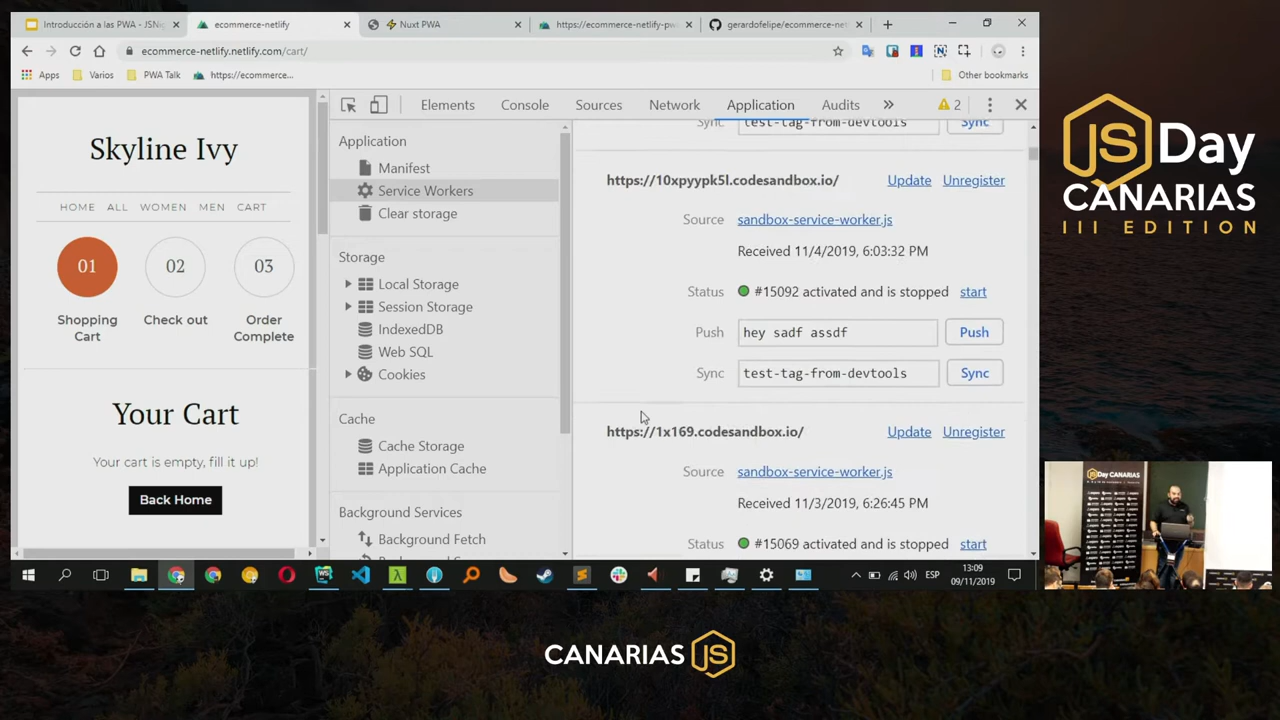 Introducción a las PWA - JSNig
ecommerce-netlify
Nuxt PWA
https://ecommerce-netlify-pw
gerardofelipe/ecommerce-net
ecommerce-netlify.netlify.com/cart/
Apps
Varios
PWA Talk
https://ecommerce...
Other bookmarks
Skyline Ivy
HOME ALL WOMEN MEN CART
01
02
03
Shopping Cart
Check out
Order Complete
Your Cart
Your cart is empty, fill it up!
Back Home
Elements
Console
Sources
Network
Application
Audits
»
2
Application
Manifest
Service Workers
Clear storage
Storage
Local Storage
Session Storage
IndexedDB
Web SQL
Cookies
Cache
Cache Storage
Application Cache
Background Services
Background Fetch
Sync test-tag-from-devtools Sync
https://10xpyypk5l.codesandbox.io/ Update Unregister
Source sandbox-service-worker.js
Received 11/4/2019, 6:03:32 PM
Status #15092 activated and is stopped start
Push hey sadf assdf Push
Sync test-tag-from-devtools Sync
https://1x169.codesandbox.io/ Update Unregister
Source sandbox-service-worker.js
Received 11/3/2019, 6:26:45 PM
Status #15069 activated and is stopped start
ESP
13:09
09/11/2019
JS Day
CANARIAS
III EDITION
JSDay CANARIAS
CANARIAS JS